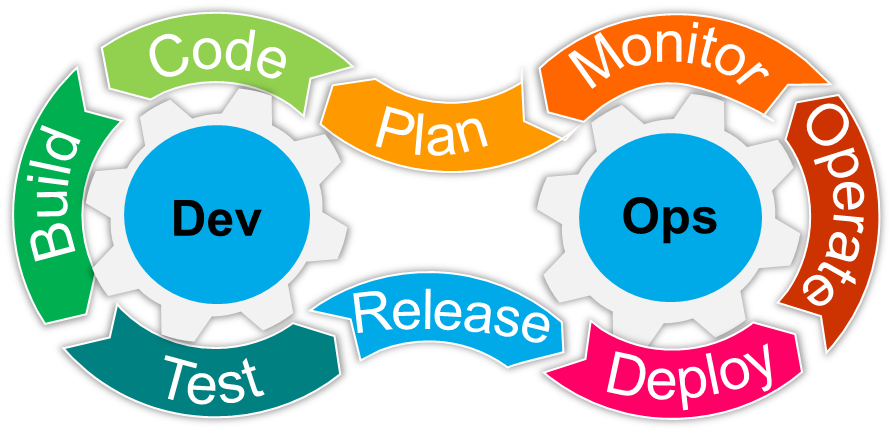 Code
Monitor
Plan
Build
Operate
Dev
Ops
Release
Test
Deploy